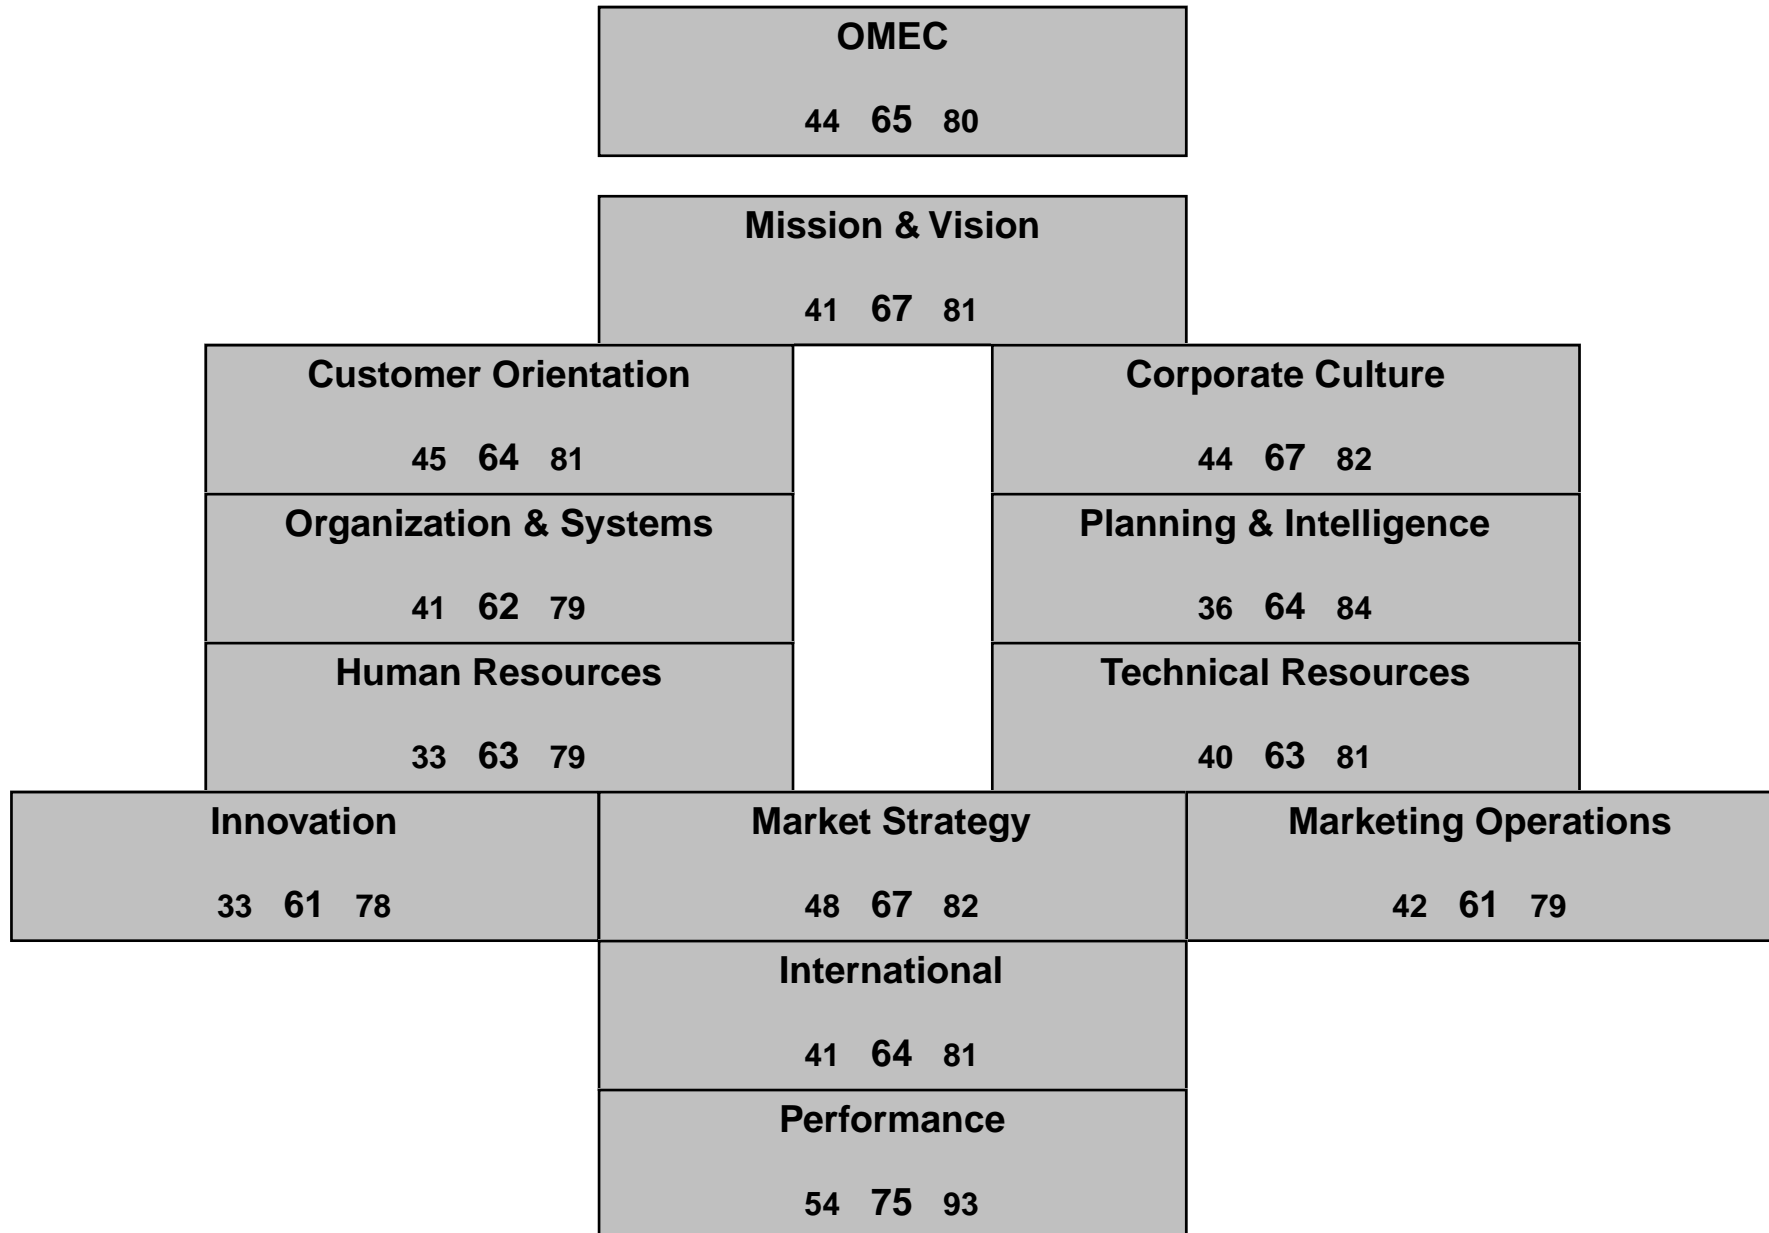 OMEC
44 65 80
Mission & Vision
41 67 81
Customer Orientation
45 64 81
Corporate Culture
44 67 82
Organization & Systems
41 62 79
Planning & Intelligence
36 64 84
Human Resources
33 63 79
Technical Resources
40 63 81
Innovation
33 61 78
Market Strategy
48 67 82
Marketing Operations
42 61 79
International
41 64 81
Performance
54 75 93